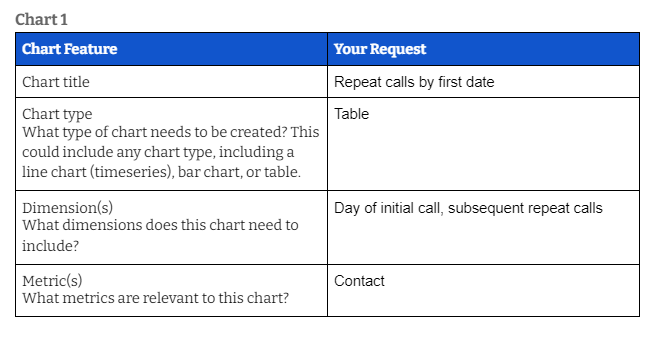 Chart 1
Chart Feature
Your Request
Chart title
Repeat calls by first date
Chart type
What type of chart needs to be created? This
could include any chart type, including a
line chart (timeseries), bar chart, or table.
Table
Dimension(s)
What dimensions does this chart need to
include?
Day of initial call, subsequent repeat calls
Metric(s)
What metrics are relevant to this chart?
Contact